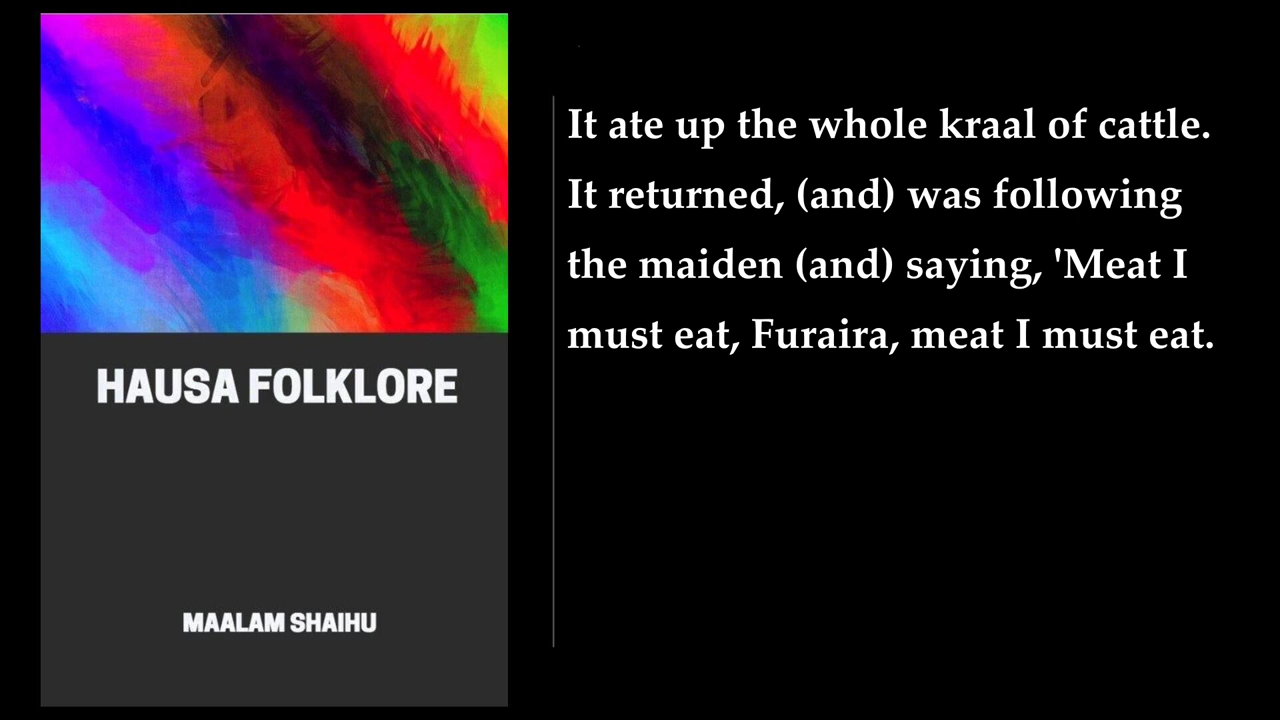 HAUSA FOLKLORE
MAALAM SHAIHU
It ate up the whole kraal of cattle.
It returned, (and) was following
the maiden (and) saying, 'Meat I
must eat, Furaira, meat I must eat.